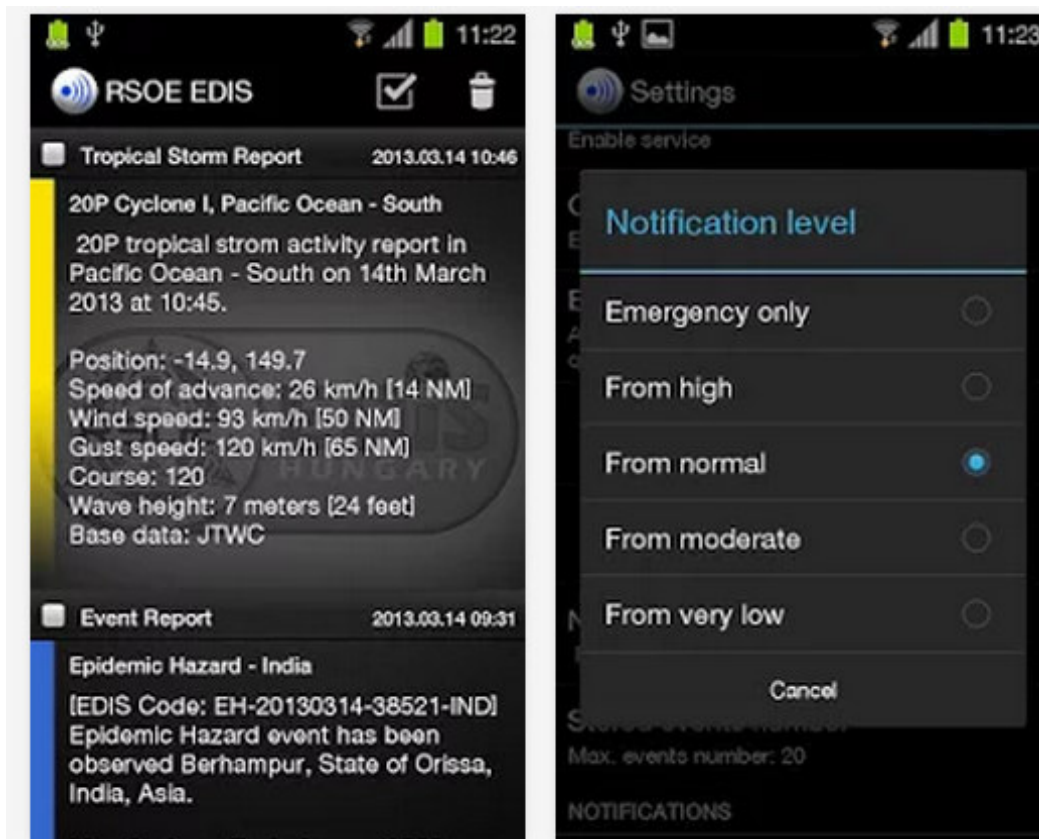 11:22
RSOE EDIS
Tropical Storm Report 2013.03.14 10:46
20P Cyclone I, Pacific Ocean - South
20P tropical strom activity report in
Pacific Ocean - South on 14th March
2013 at 10:45.
Position: -14.9, 149.7
Speed of advance: 26 km/h [14 NM]
Wind speed: 93 km/h [50 NM]
Gust speed: 120 km/h [65 NM]
Course: 120
Wave height: 7 meters [24 feet]
Base data: JTWC
HUNGARY
Event Report 2013.03.14 09:31
Epidemic Hazard - India
[EDIS Code: EH-20130314-38521-IND]
Epidemic Hazard event has been
observed Berhampur, State of Orissa,
India, Asia.
11:23
Settings
Enable service
Notification level
Emergency only
From high
From normal
From moderate
From very low
Cancel
Max. events number: 20
NOTIFICATIONS